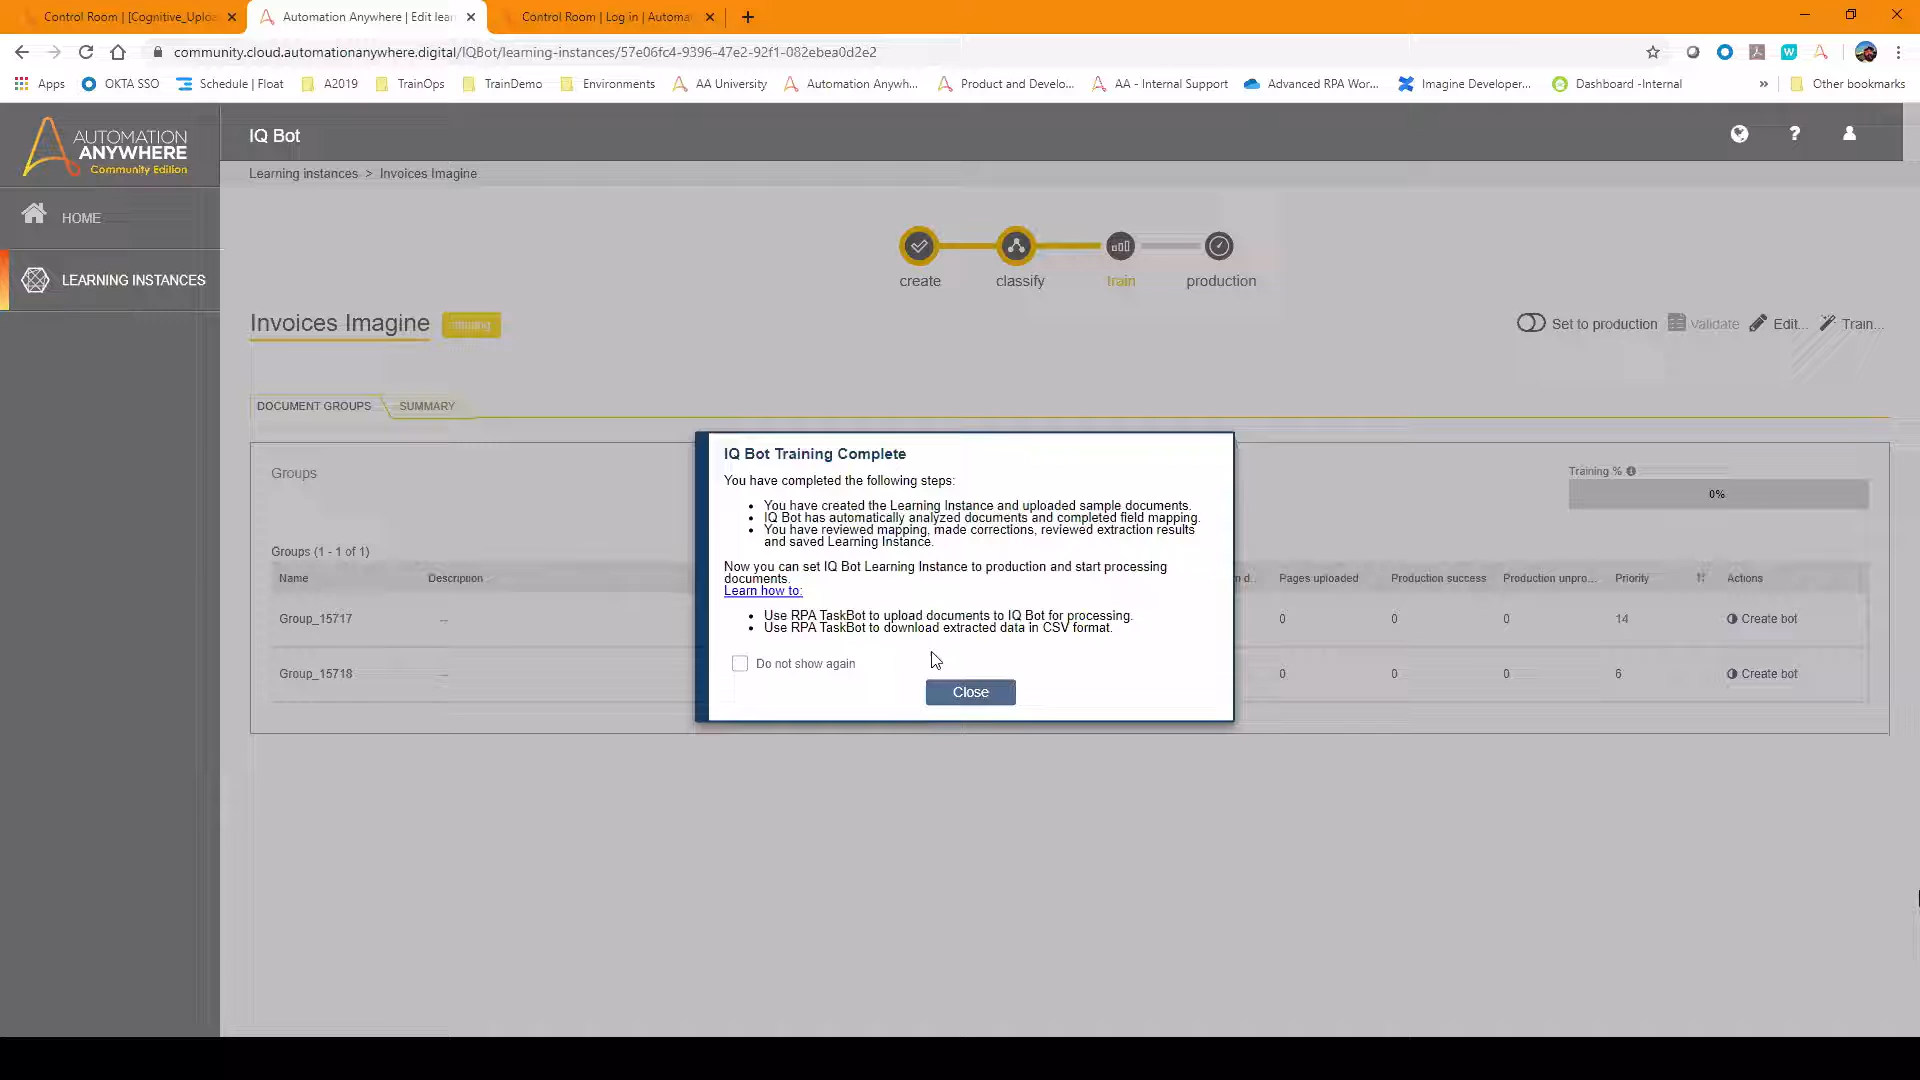 Control Room | [Cognitive_Uploa
Automation Anywhere | Edit lear
Control Room | Log in | Automa
community.cloud.automationanywhere.digital/IQBot/learning-instances/57e06fc4-9396-47e2-92f1-082ebea0d2e2
Apps
OKTA SSO
Schedule | Float
A2019
TrainOps
TrainDemo
Environments
AA University
Automation Anywh...
Product and Develo...
AA - Internal Support
Advanced RPA Wor...
Imagine Developer...
Dashboard -Internal
»
Other bookmarks
AUTOMATION
ANYWHERE
Community Edition
IQ Bot
Learning instances > Invoices Imagine
HOME
LEARNING INSTANCES
create
classify
train
production
Invoices Imagine
Set to production
Validate
Edit...
Train...
DOCUMENT GROUPS
SUMMARY
Groups
Training %
0%
Groups (1 - 1 of 1)
Name
Description
Pages uploaded
Production success
Production unpro...
Priority
Actions
Group_15717
--
0
0
0
14
Create bot
Group_15718
--
0
0
0
6
Create bot
IQ Bot Training Complete
You have completed the following steps:
• You have created the Learning Instance and uploaded sample documents.
• IQ Bot has automatically analyzed documents and completed field mapping.
• You have reviewed mapping, made corrections, reviewed extraction results
and saved Learning Instance.
Now you can set IQ Bot Learning Instance to production and start processing
documents.
Learn how to:
• Use RPA TaskBot to upload documents to IQ Bot for processing.
• Use RPA TaskBot to download extracted data in CSV format.
Do not show again
Close